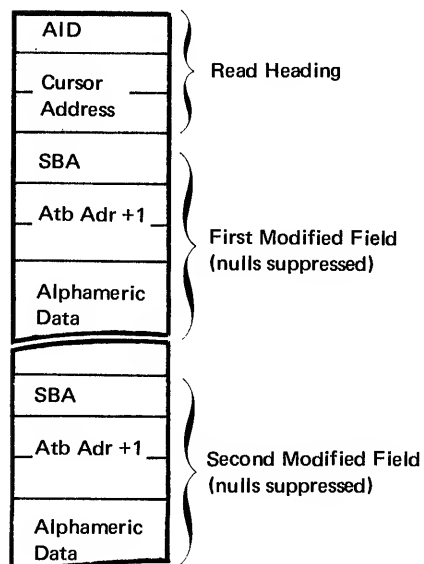 AID
Cursor
Address
Read Heading
SBA
Atb Adr +1
Alphameric
Data
First Modified Field
(nulls suppressed)
SBA
Atb Adr +1
Alphameric
Data
Second Modified Field
(nulls suppressed)